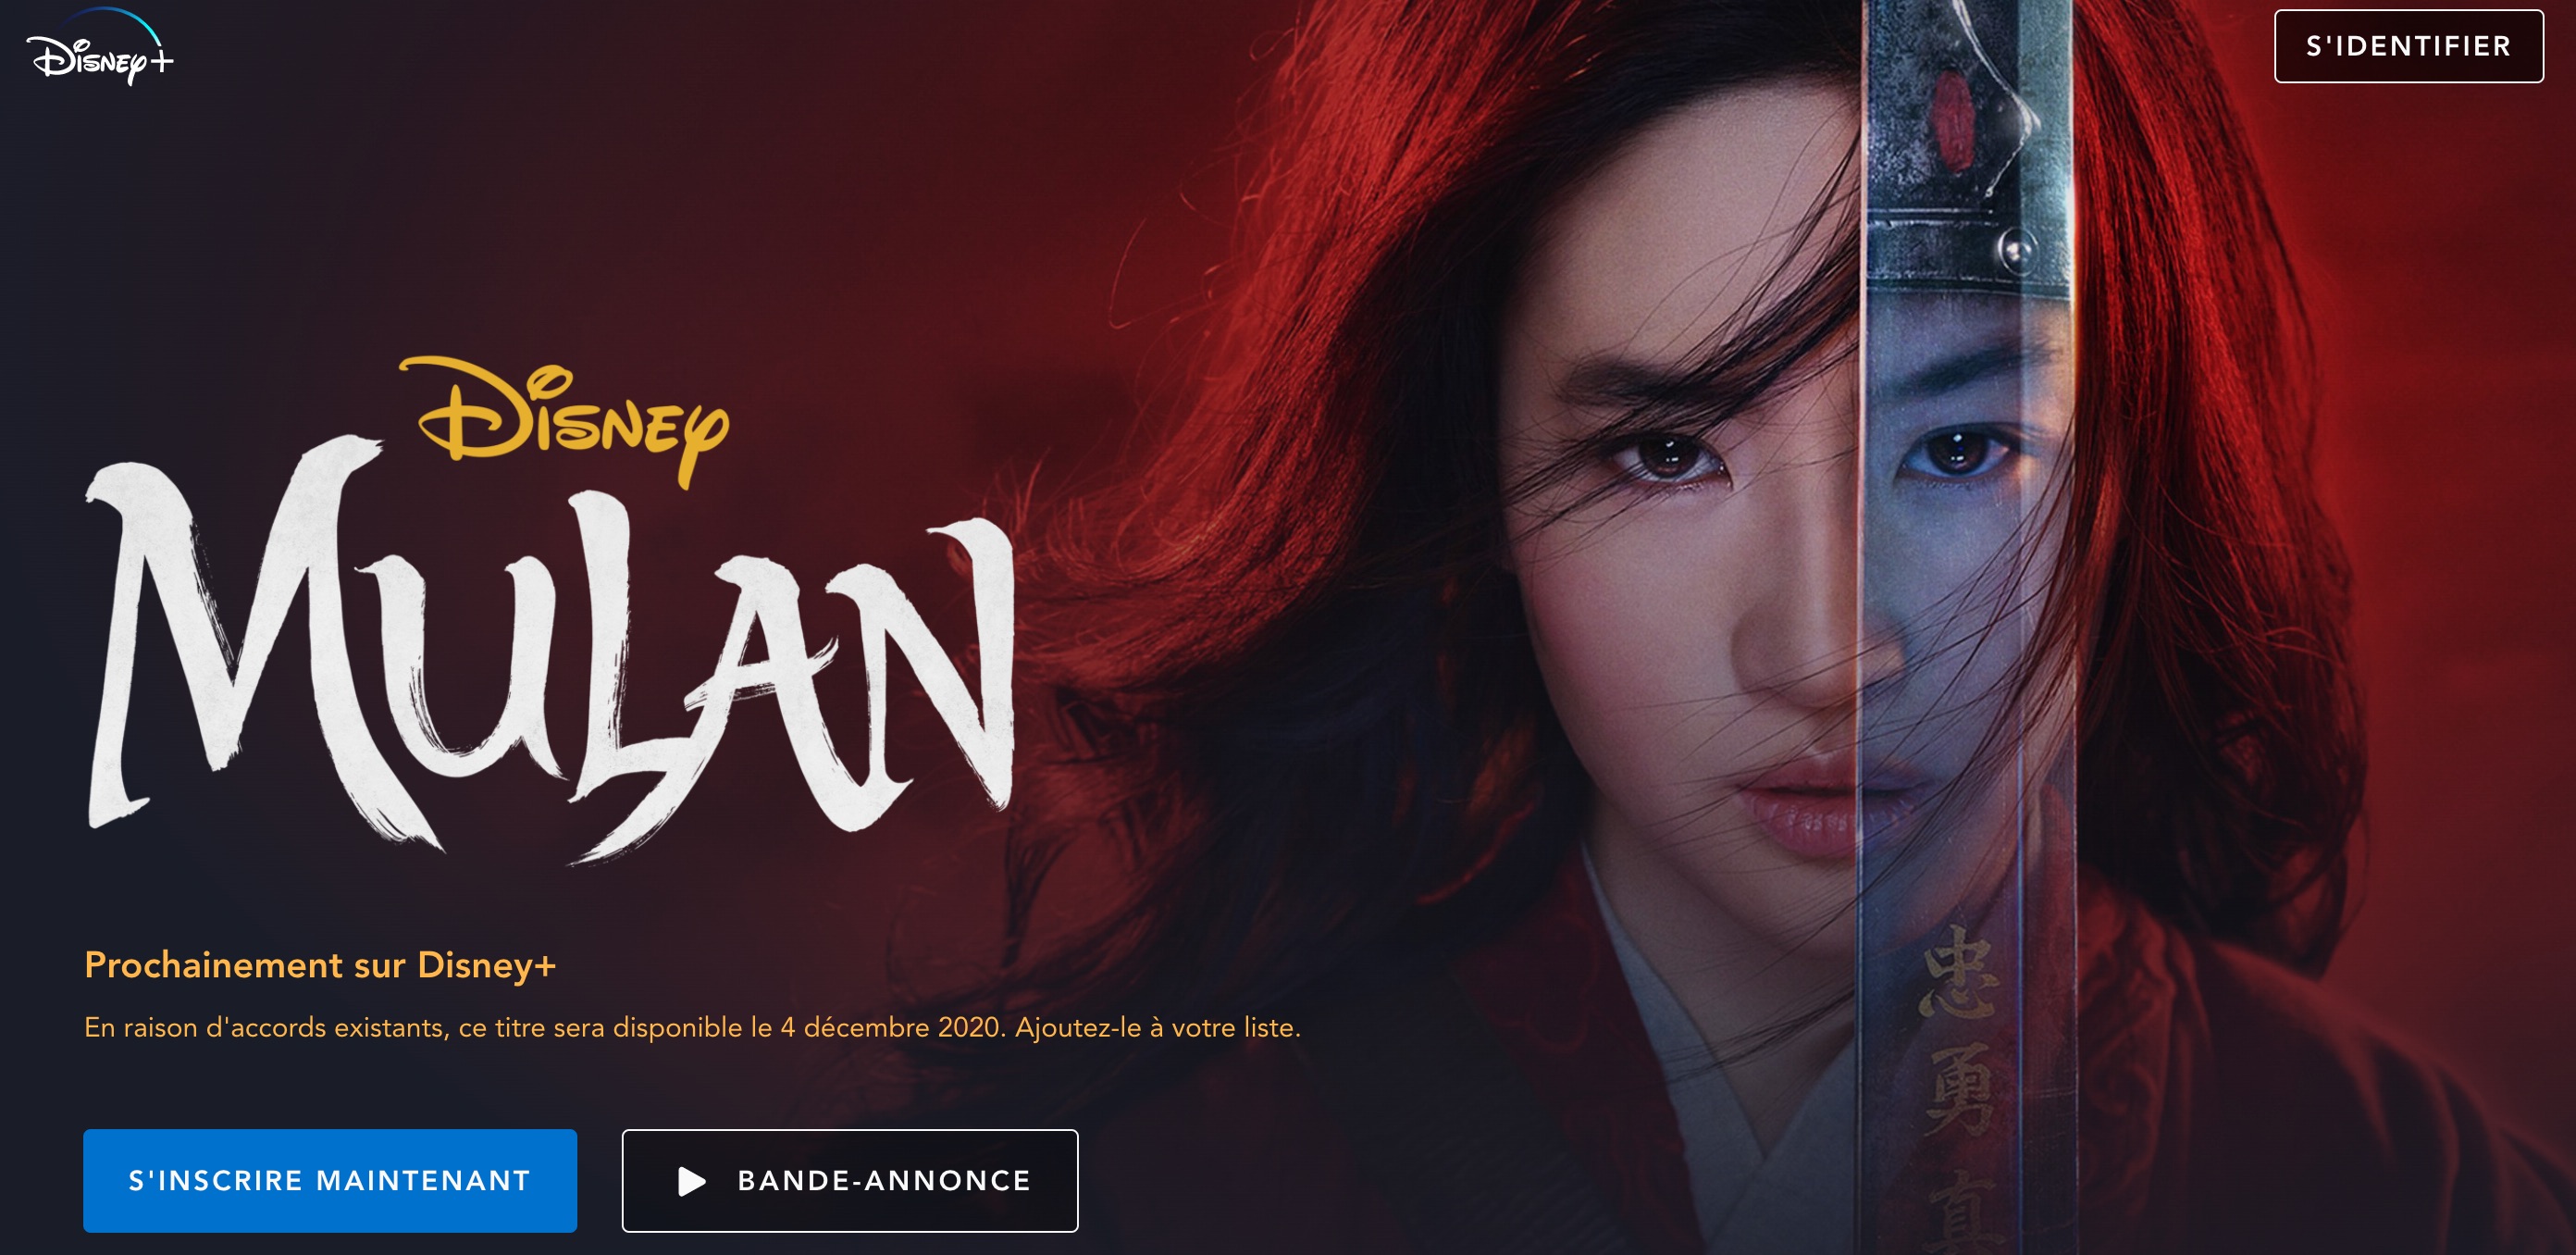 Disney+
S'IDENTIFIER
Disney
MULAN
Prochainement sur Disney+
En raison d'accords existants, ce titre sera disponible le 4 décembre 2020. Ajoutez-le à votre liste.
S'INSCRIRE MAINTENANT
BANDE-ANNONCE
忠
勇
真